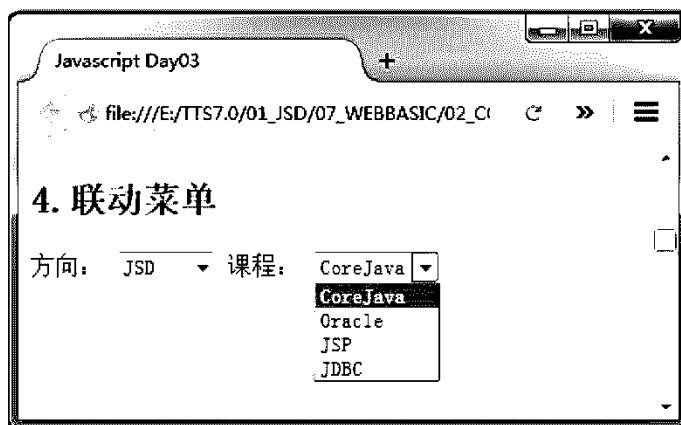 Javascript Day03 +
file:///E:/TTS7.0/01_JSD/07_WEBBASIC/02_C
4. 联动菜单
方向： JSD 课程： CoreJava
CoreJava
Oracle
JSP
JDBC